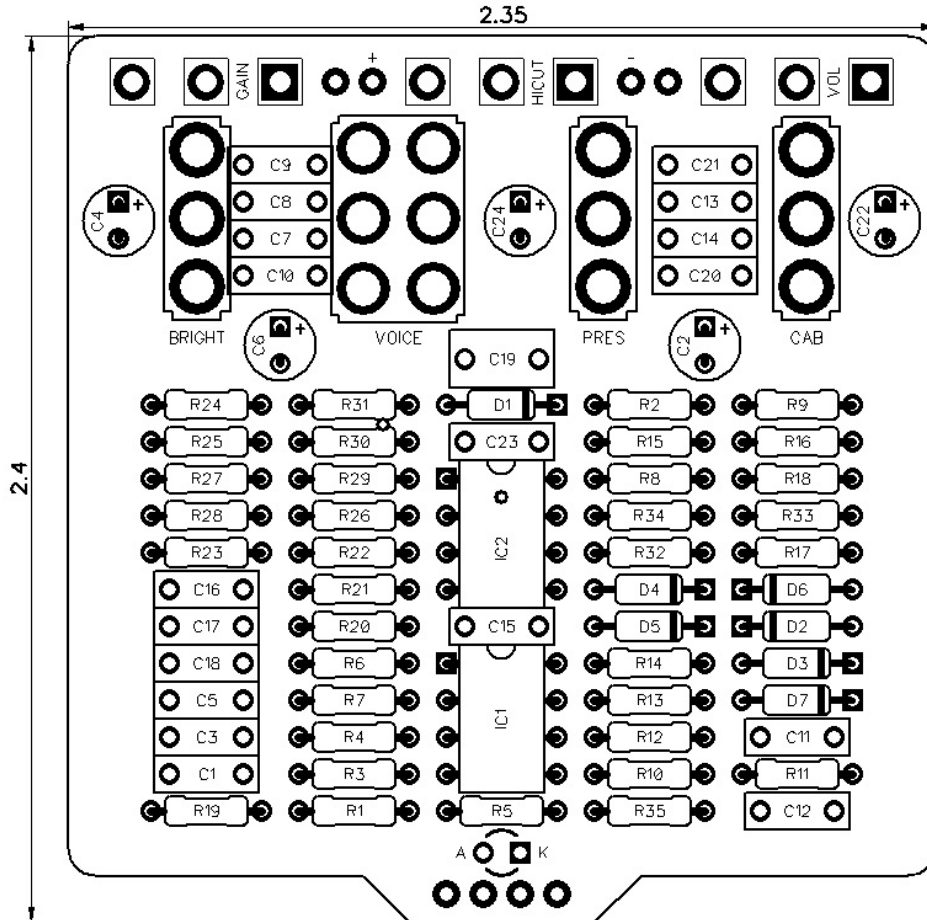 2.35
GAIN + HICUT - VOL
C9 C21
C8 C13
C4 + C24 + C22 +
C7 C14
C10 C20
BRIGHT VOICE PRES CAB
C6 + C2 +
C19
R24 R31 D1 R2 R9
R25 R30 C23 R15 R16
R27 R29 R8 R18
2.4
R28 R26 R34 R33
R23 R22 IC2 R32 R17
C16 R21 D4 D6
C17 R20 C15 D5 D2
C18 R6 R14 D3
C5 R7 IC1 R13 D7
C3 R4 R12 C11
C1 R3 R10 R11
R19 R1 R5 R35 C12
A K